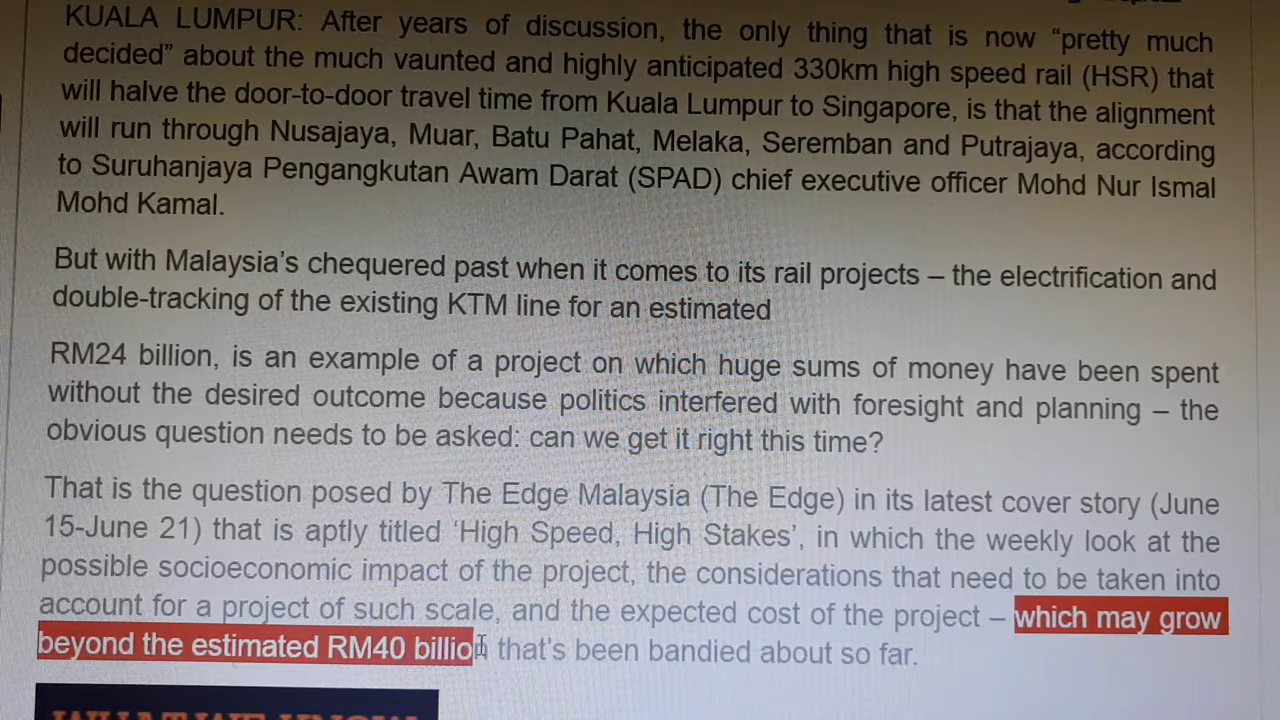 KUALA LUMPUR: After years of discussion, the only thing that is now “pretty much
decided” about the much vaunted and highly anticipated 330km high speed rail (HSR) that
will halve the door-to-door travel time from Kuala Lumpur to Singapore, is that the alignment
will run through Nusajaya, Muar, Batu Pahat, Melaka, Seremban and Putrajaya, according
to Suruhanjaya Pengangkutan Awam Darat (SPAD) chief executive officer Mohd Nur Ismal
Mohd Kamal.
But with Malaysia’s chequered past when it comes to its rail projects – the electrification and
double-tracking of the existing KTM line for an estimated
RM24 billion, is an example of a project on which huge sums of money have been spent
without the desired outcome because politics interfered with foresight and planning – the
obvious question needs to be asked: can we get it right this time?
That is the question posed by The Edge Malaysia (The Edge) in its latest cover story (June
15-June 21) that is aptly titled ‘High Speed, High Stakes’, in which the weekly look at the
possible socioeconomic impact of the project, the considerations that need to be taken into
account for a project of such scale, and the expected cost of the project – which may grow
beyond the estimated RM40 billio that’s been bandied about so far.
WHAT WE KNOW